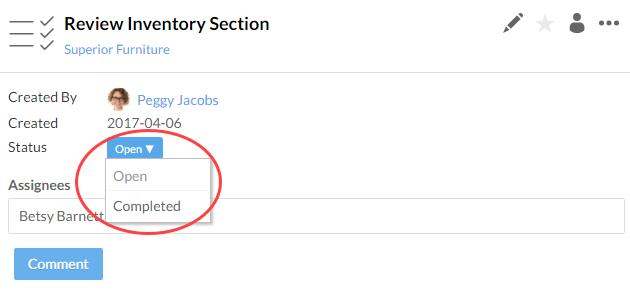 Review Inventory Section
Superior Furniture
Created By Peggy Jacobs
Created 2017-04-06
Status Open ▼
Open
Assignees
Completed
Betsy Barnett
Comment